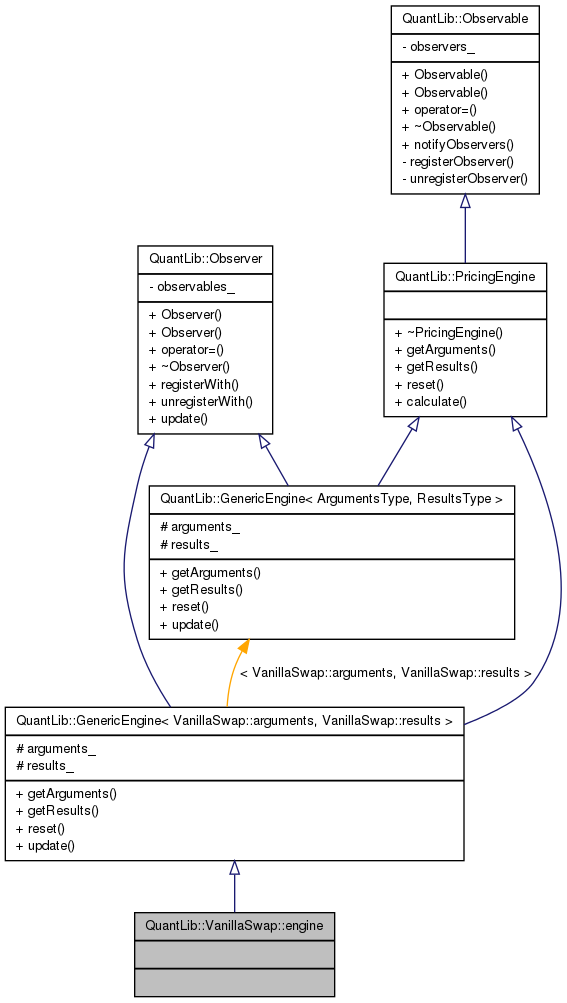 QuantLib::Observable
- observers_
+ Observable()
+ Observable()
+ operator=()
+ ~Observable()
+ notifyObservers()
- registerObserver()
- unregisterObserver()
QuantLib::Observer
- observables_
+ Observer()
+ Observer()
+ operator=()
+ ~Observer()
+ registerWith()
+ unregisterWith()
+ update()
QuantLib::PricingEngine
+ ~PricingEngine()
+ getArguments()
+ getResults()
+ reset()
+ calculate()
QuantLib::GenericEngine< ArgumentsType, ResultsType >
# arguments_
# results_
+ getArguments()
+ getResults()
+ reset()
+ update()
< VanillaSwap::arguments, VanillaSwap::results >
QuantLib::GenericEngine< VanillaSwap::arguments, VanillaSwap::results >
# arguments_
# results_
+ getArguments()
+ getResults()
+ reset()
+ update()
QuantLib::VanillaSwap::engine